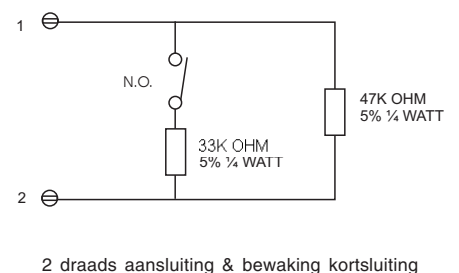 1
N.O.
47K OHM
5% ¼ WATT
33K OHM
5% ¼ WATT
2
2 draads aansluiting & bewaking kortsluiting